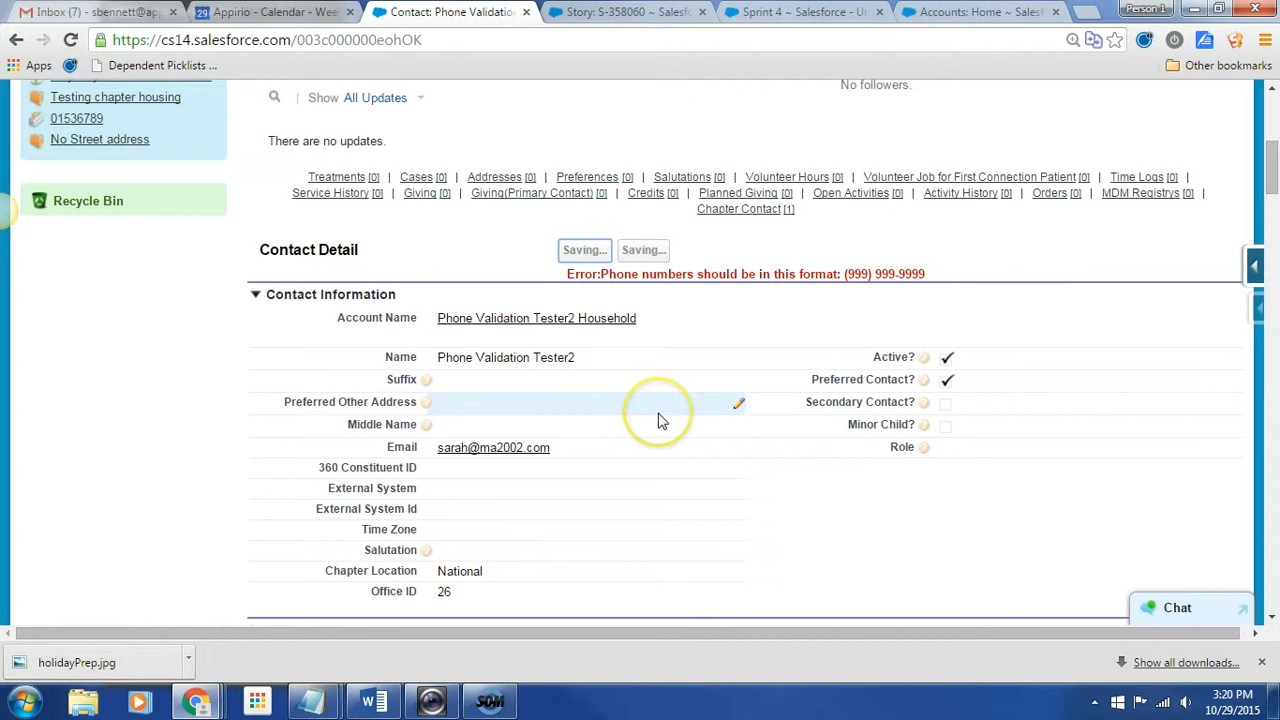 Inbox (7) - sbennett@app
Appirio - Calendar - Wee
Contact: Phone Validatio
Story: S-358060 ~ Salesf
Sprint 4 ~ Salesforce - U
Accounts: Home ~ Salesf
Person 1
https://cs14.salesforce.com/003c000000eohOK
Apps
Dependent Picklists ...
Other bookmarks
Testing chapter housing
01536789
No Street address
Recycle Bin
Show All Updates
No followers.
There are no updates.
Treatments [0] Cases [0] Addresses [0] Preferences [0] Salutations [0] Volunteer Hours [0] Volunteer Job for First Connection Patient [0] Time Logs [0]
Service History [0] Giving [0] Giving(Primary Contact) [0] Credits [0] Planned Giving [0] Open Activities [0] Activity History [0] Orders [0] MDM Registrys [0]
Chapter Contact [1]
Contact Detail
Saving... Saving...
Error:Phone numbers should be in this format: (999) 999-9999
Contact Information
Account Name Phone Validation Tester2 Household
Name Phone Validation Tester2 Active?
Suffix Preferred Contact?
Preferred Other Address Secondary Contact?
Middle Name Minor Child?
Email sarah@ma2002.com Role
360 Constituent ID
External System
External System Id
Time Zone
Salutation
Chapter Location National
Office ID 26
Chat
holidayPrep.jpg
Show all downloads...
SDM
3:20 PM
10/29/2015